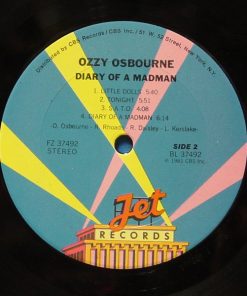 Distributed by CBS Records / CBS Inc. / 51 W. 52 Street, New York, N.Y.
OZZY OSBOURNE
DIARY OF A MADMAN
1. LITTLE DOLLS 5:40
2. TONIGHT 5:51
3. S.A.T.O. 4:08
4. DIARY OF A MADMAN 6:14
O. Osbourne - R. Rhoads - R. Daisley - L. Kerslake
FZ 37492
STEREO
SIDE 2
BL 37492
℗ 1981 CBS Inc.
Jet
RECORDS